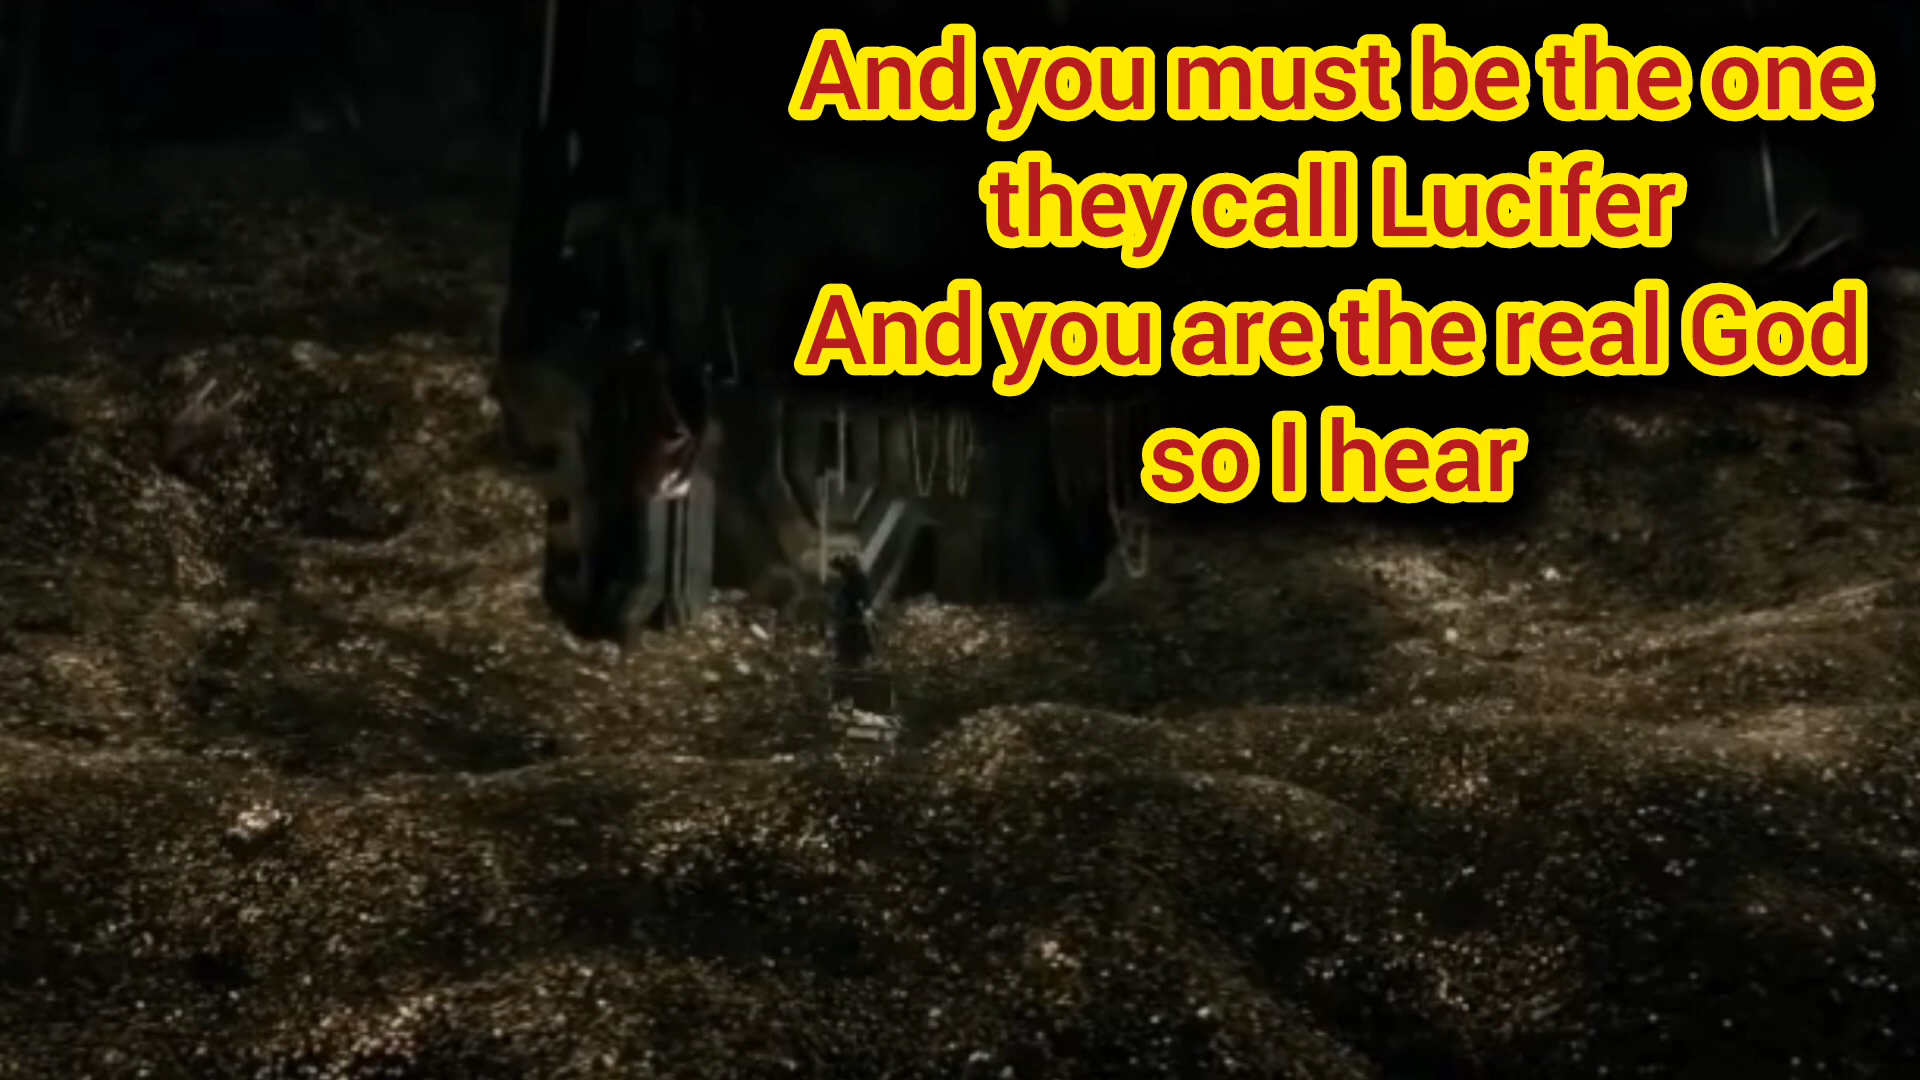 And you must be the one
they call Lucifer
And you are the real God
so I hear